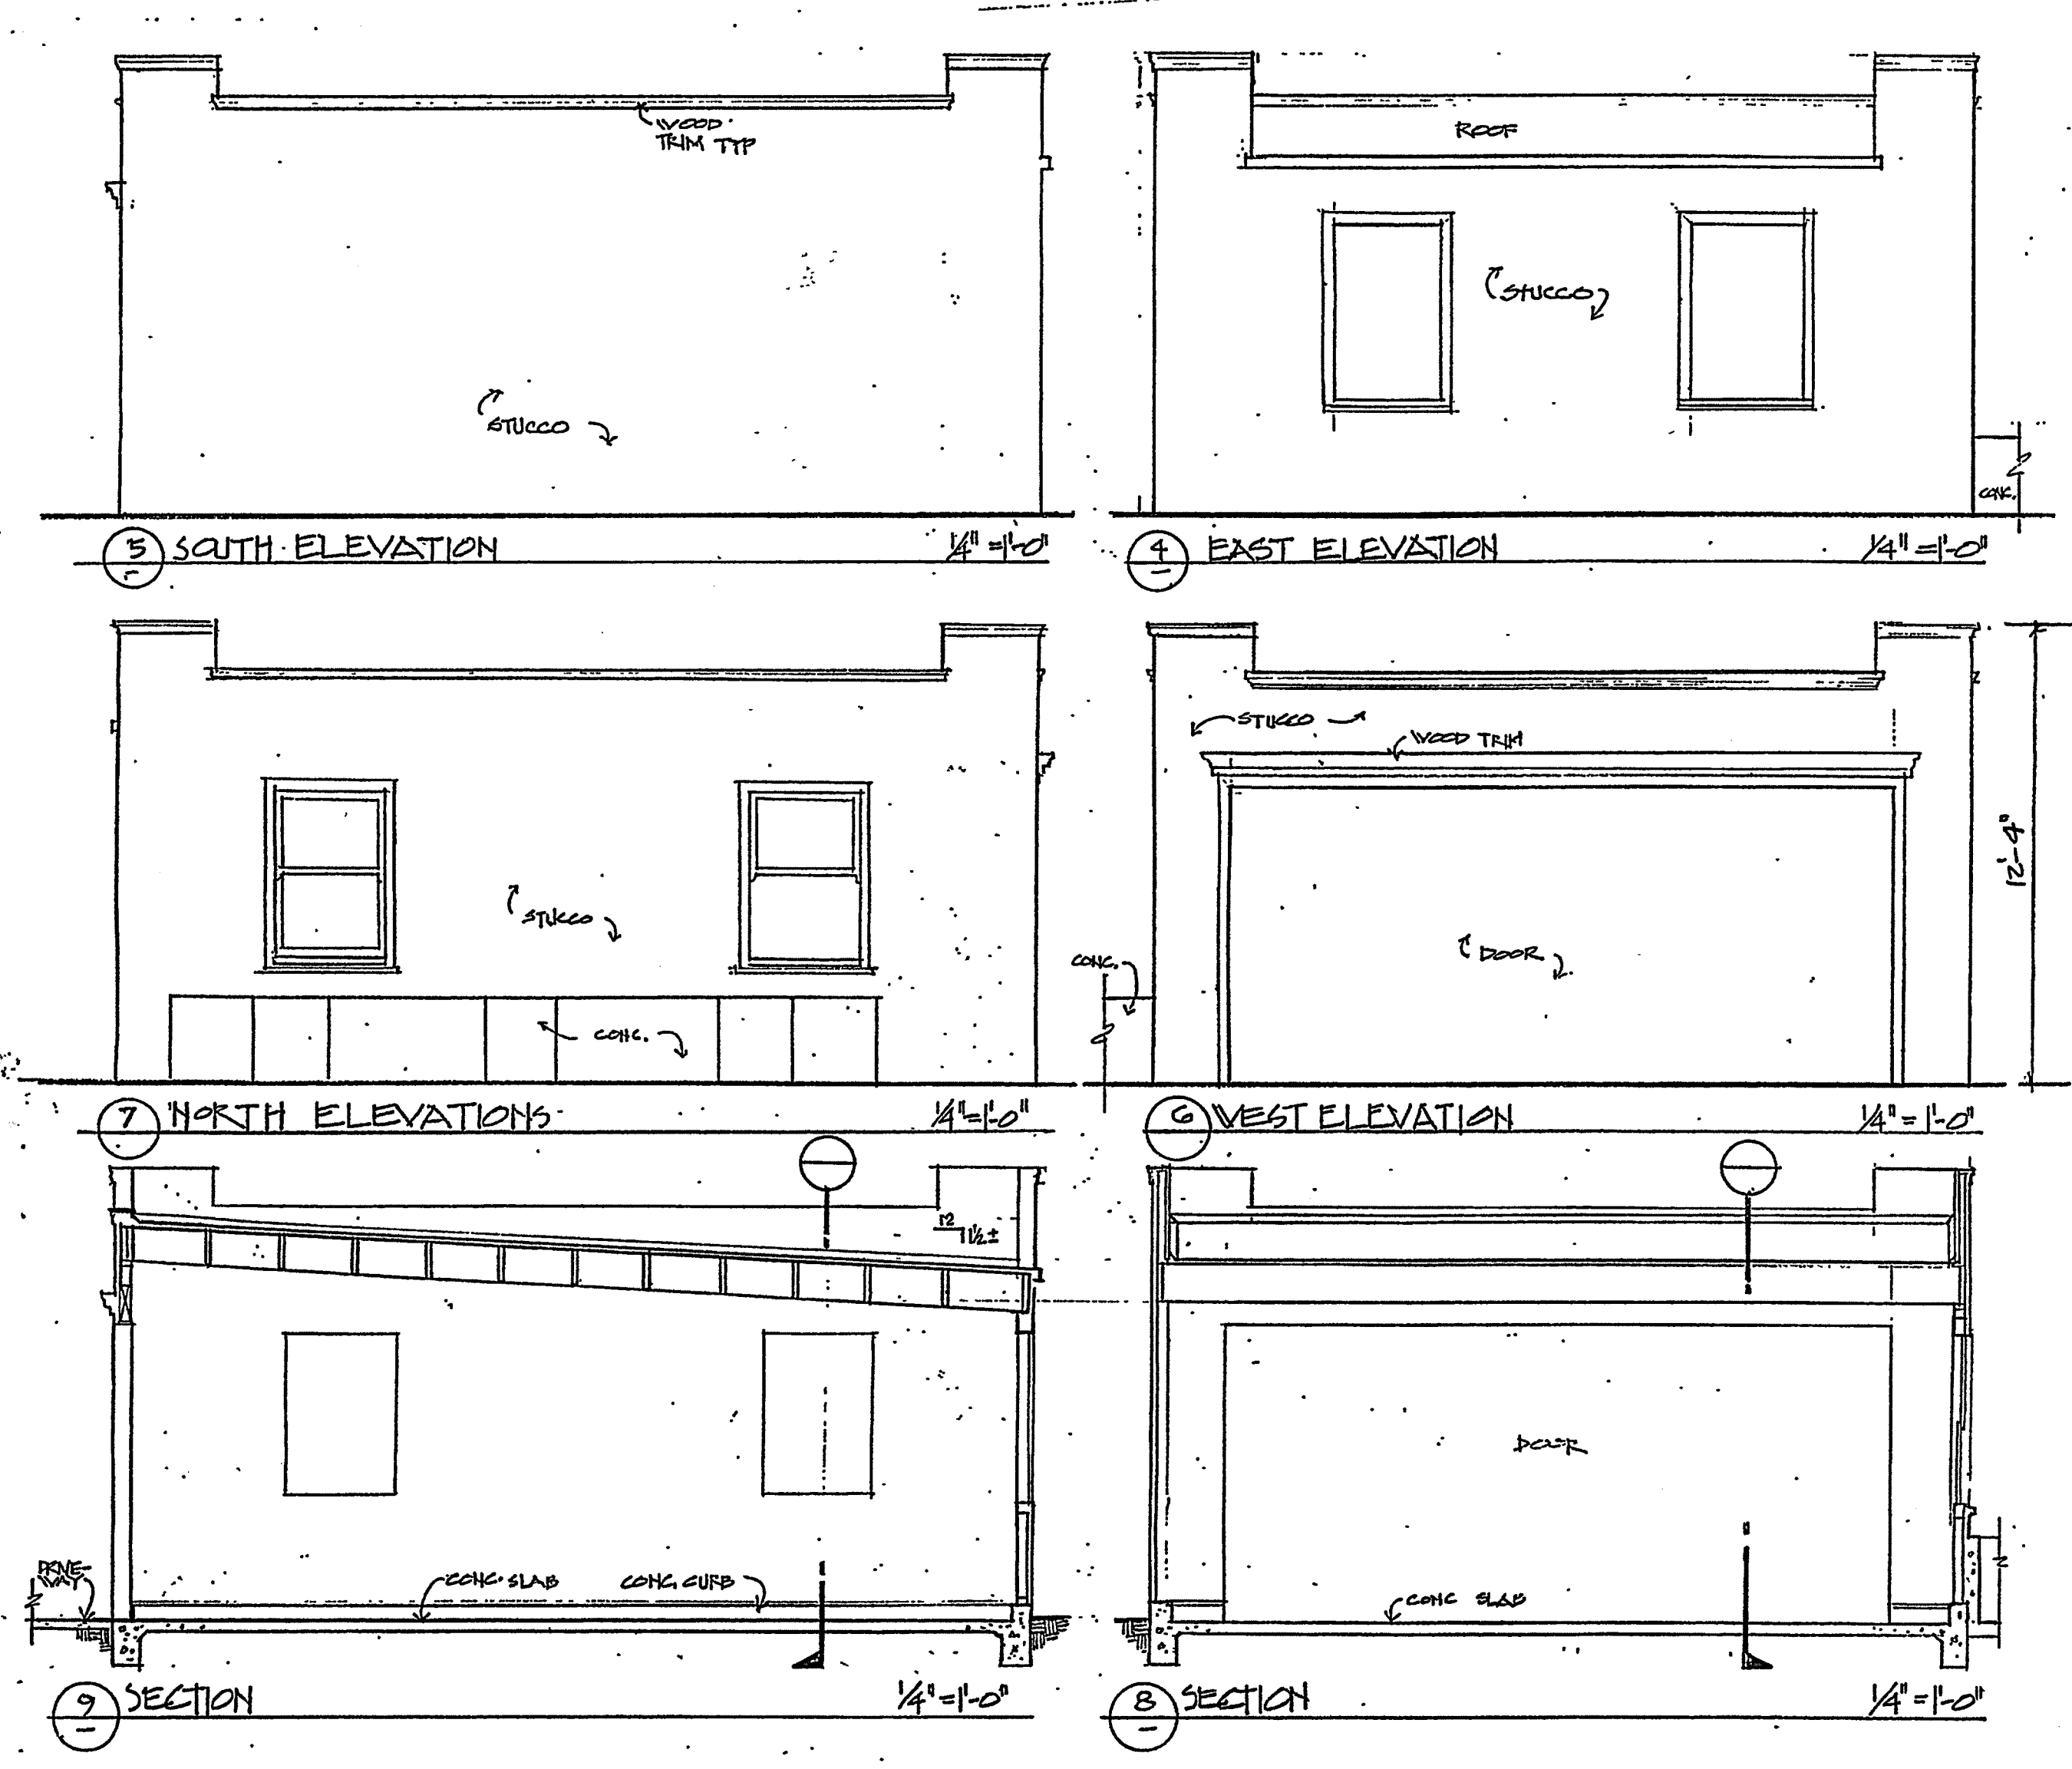 WOOD
TRIM TYP
STUCCO
5 SOUTH ELEVATION 1/4" = 1'-0"
ROOF
STUCCO
CONC.
4 EAST ELEVATION 1/4" = 1'-0"
STUCCO
CONC.
7 NORTH ELEVATIONS 1/4" = 1'-0"
STUCCO
WOOD TRIM
12'-4"
DOOR
CONC.
6 WEST ELEVATION 1/4" = 1'-0"
12
1 1/2 ±
DRIVE-
WAY
CONC. SLAB
CONC. CURB
9 SECTION 1/4" = 1'-0"
DOOR
CONC SLAB
8 SECTION 1/4" = 1'-0"